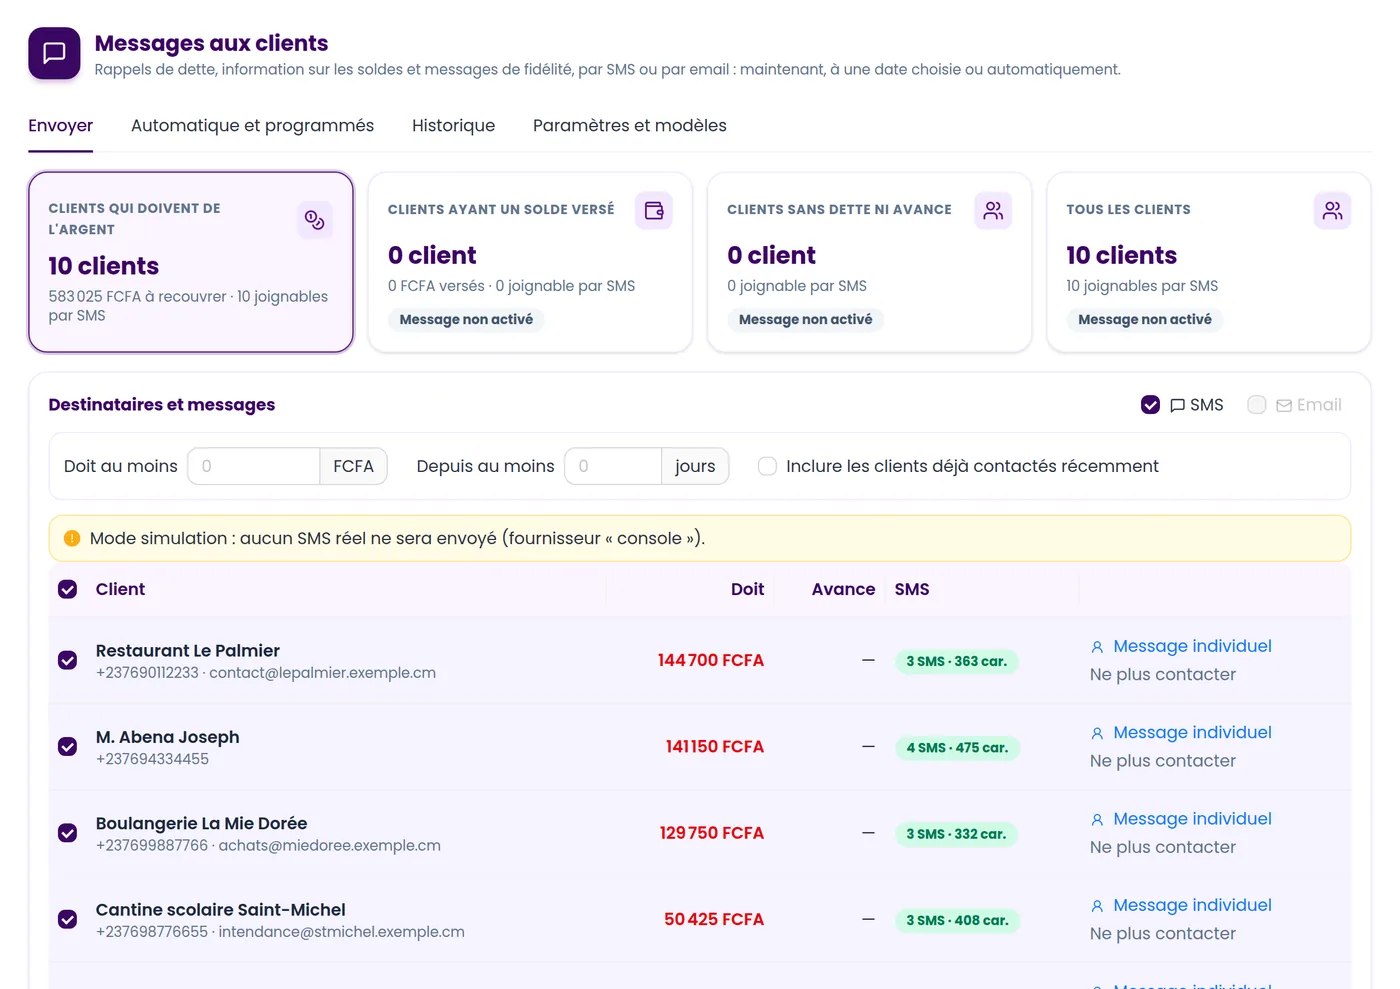 Messages aux clients
Rappels de dette, information sur les soldes et messages de fidélité, par SMS ou par email : maintenant, à une date choisie ou automatiquement.
Envoyer
Automatique et programmés
Historique
Paramètres et modèles
CLIENTS QUI DOIVENT DE
L'ARGENT
10 clients
583 025 FCFA à recouvrer · 10 joignables
par SMS
CLIENTS AYANT UN SOLDE VERSÉ
0 client
0 FCFA versés · 0 joignable par SMS
Message non activé
CLIENTS SANS DETTE NI AVANCE
0 client
0 joignable par SMS
Message non activé
TOUS LES CLIENTS
10 clients
10 joignables par SMS
Message non activé
Destinataires et messages
SMS
Email
Doit au moins 0 FCFA
Depuis au moins 0 jours
Inclure les clients déjà contactés récemment
Mode simulation : aucun SMS réel ne sera envoyé (fournisseur « console »).
Client Doit Avance SMS
Restaurant Le Palmier
+237690112233 · contact@lepalmier.exemple.cm
144 700 FCFA
—
3 SMS · 363 car.
Message individuel
Ne plus contacter
M. Abena Joseph
+237694334455
141 150 FCFA
—
4 SMS · 475 car.
Message individuel
Ne plus contacter
Boulangerie La Mie Dorée
+237699887766 · achats@miedoree.exemple.cm
129 750 FCFA
—
3 SMS · 332 car.
Message individuel
Ne plus contacter
Cantine scolaire Saint-Michel
+237698776655 · intendance@stmichel.exemple.cm
50 425 FCFA
—
3 SMS · 408 car.
Message individuel
Ne plus contacter